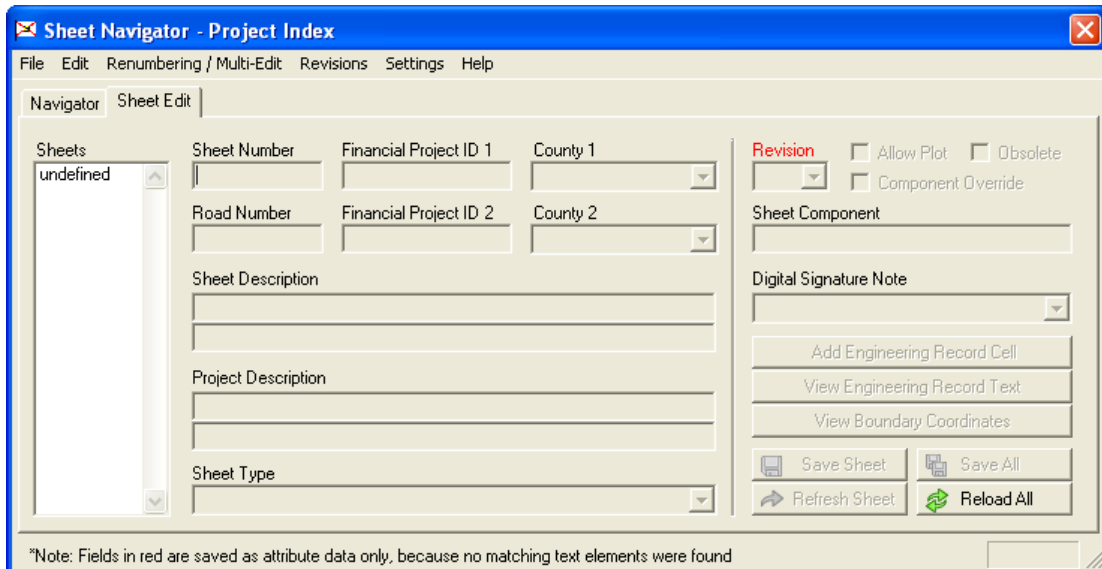 Sheet Navigator - Project Index
File Edit Renumbering / Multi-Edit Revisions Settings Help
Navigator Sheet Edit
Sheets Sheet Number Financial Project ID 1 County 1 Revision Allow Plot Obsolete
undefined Component Override
Road Number Financial Project ID 2 County 2 Sheet Component
Sheet Description Digital Signature Note
Add Engineering Record Cell
Project Description View Engineering Record Text
View Boundary Coordinates
Sheet Type Save Sheet Save All
Refresh Sheet Reload All
*Note: Fields in red are saved as attribute data only, because no matching text elements were found